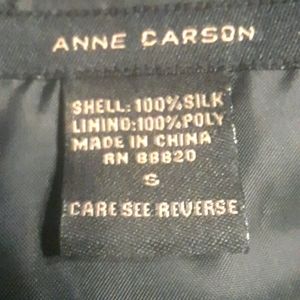 ANNE CARSON
SHELL: 100% SILK
LINING: 100% POLY
MADE IN CHINA
RN 88820
S
CARE SEE REVERSE